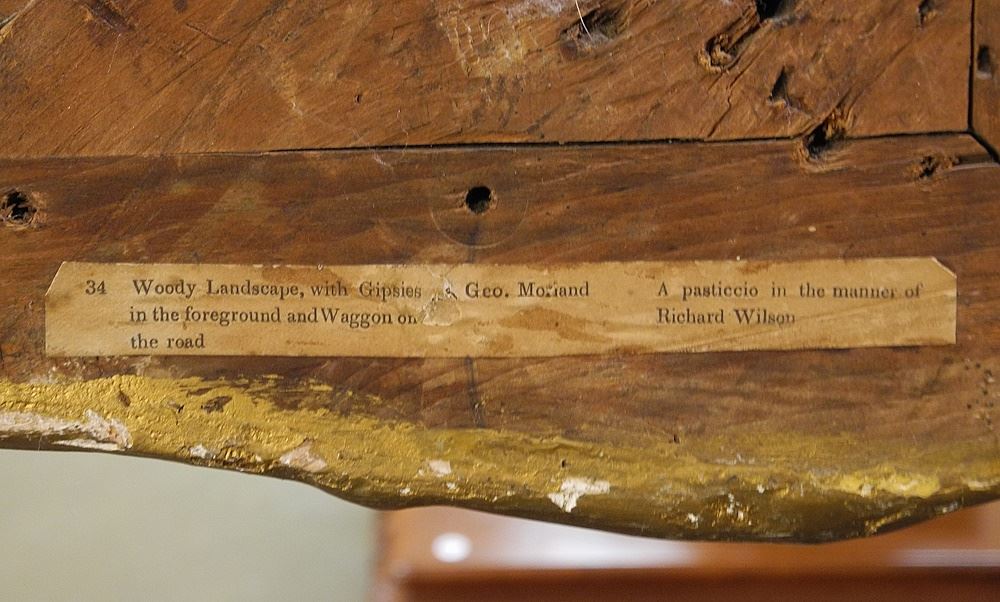 34 Woody Landscape, with Gipsies Geo. Morland A pasticcio in the manner of
in the foreground and Waggon on Richard Wilson
the road